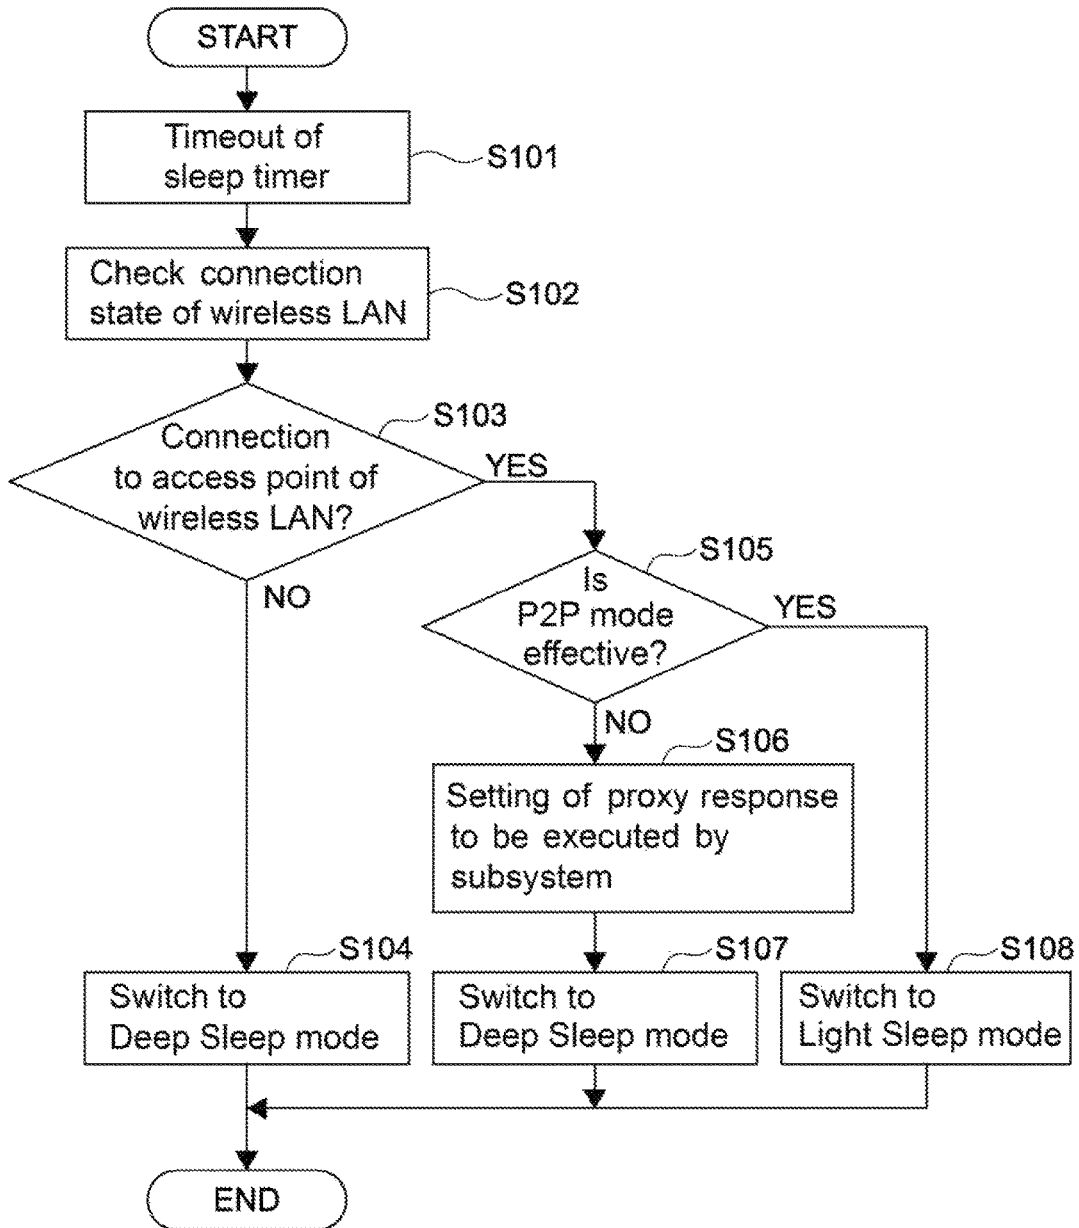 START
Timeout of
sleep timer
S101
Check connection
state of wireless LAN
S102
Connection
to access point of
wireless LAN?
S103
YES
NO
Is
P2P mode
effective?
S105
YES
NO
Setting of proxy response
to be executed by
subsystem
S106
Switch to
Deep Sleep mode
S104
Switch to
Deep Sleep mode
S107
Switch to
Light Sleep mode
S108
END